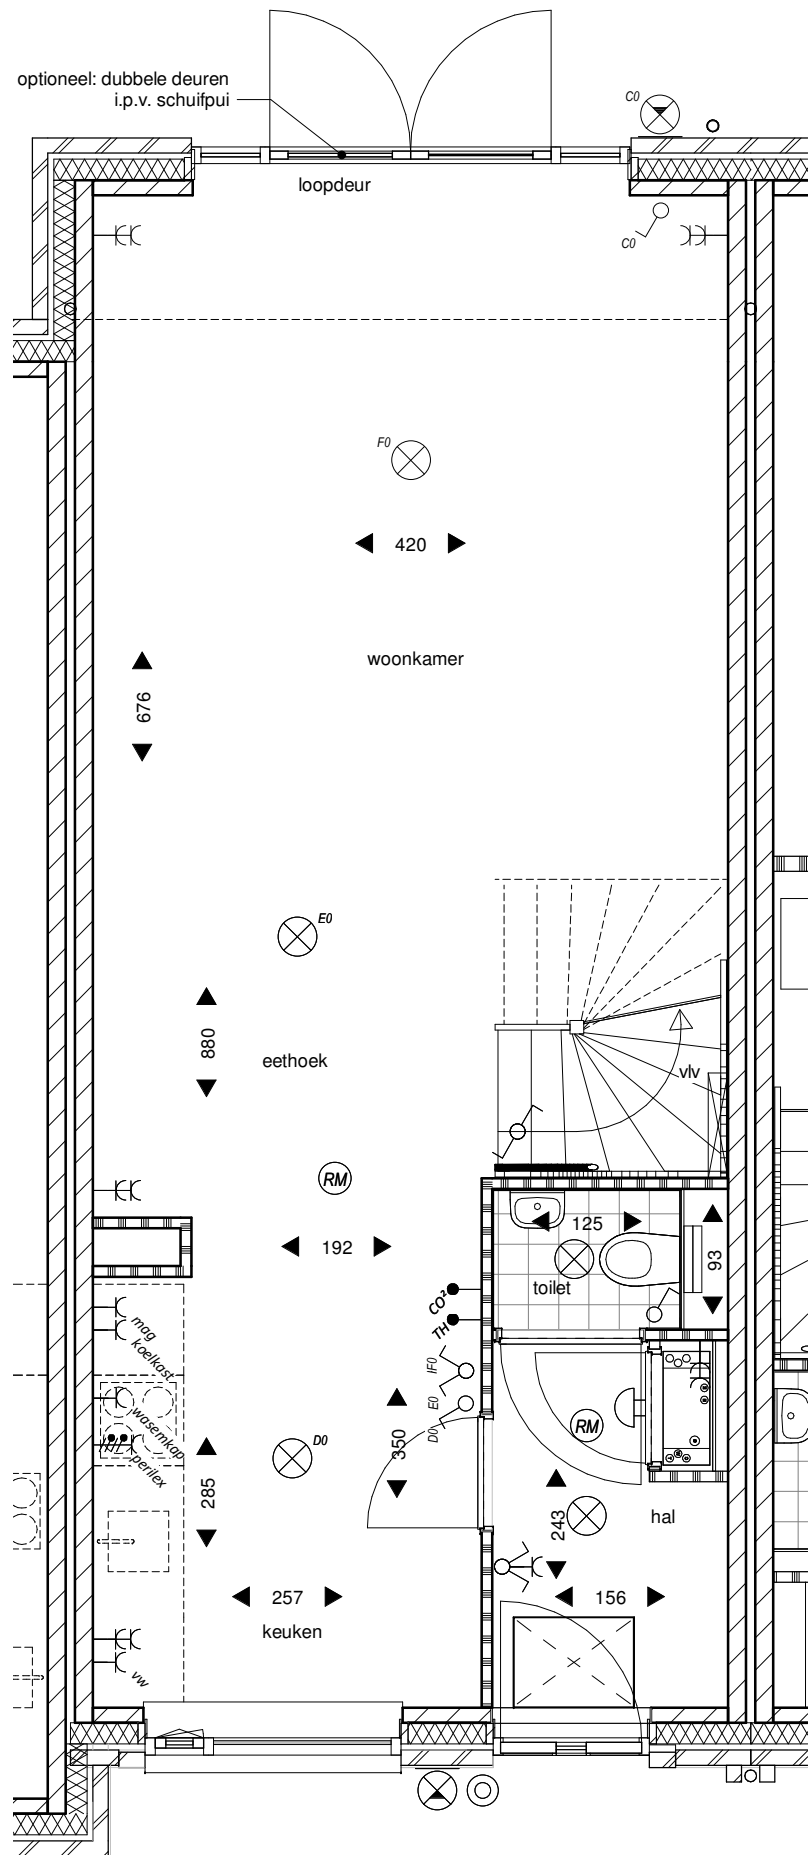 optioneel: dubbele deuren
i.p.v. schuifpui
C0
loopdeur
C0
F0
420
woonkamer
676
E0
880
eethoek
vlv
RM
192
125
93
toilet
CO²
TH
mag
koelkast
IF0
E0
D0
wasemkap
perilex
350
RM
D0
285
243
hal
257
156
keuken
vw